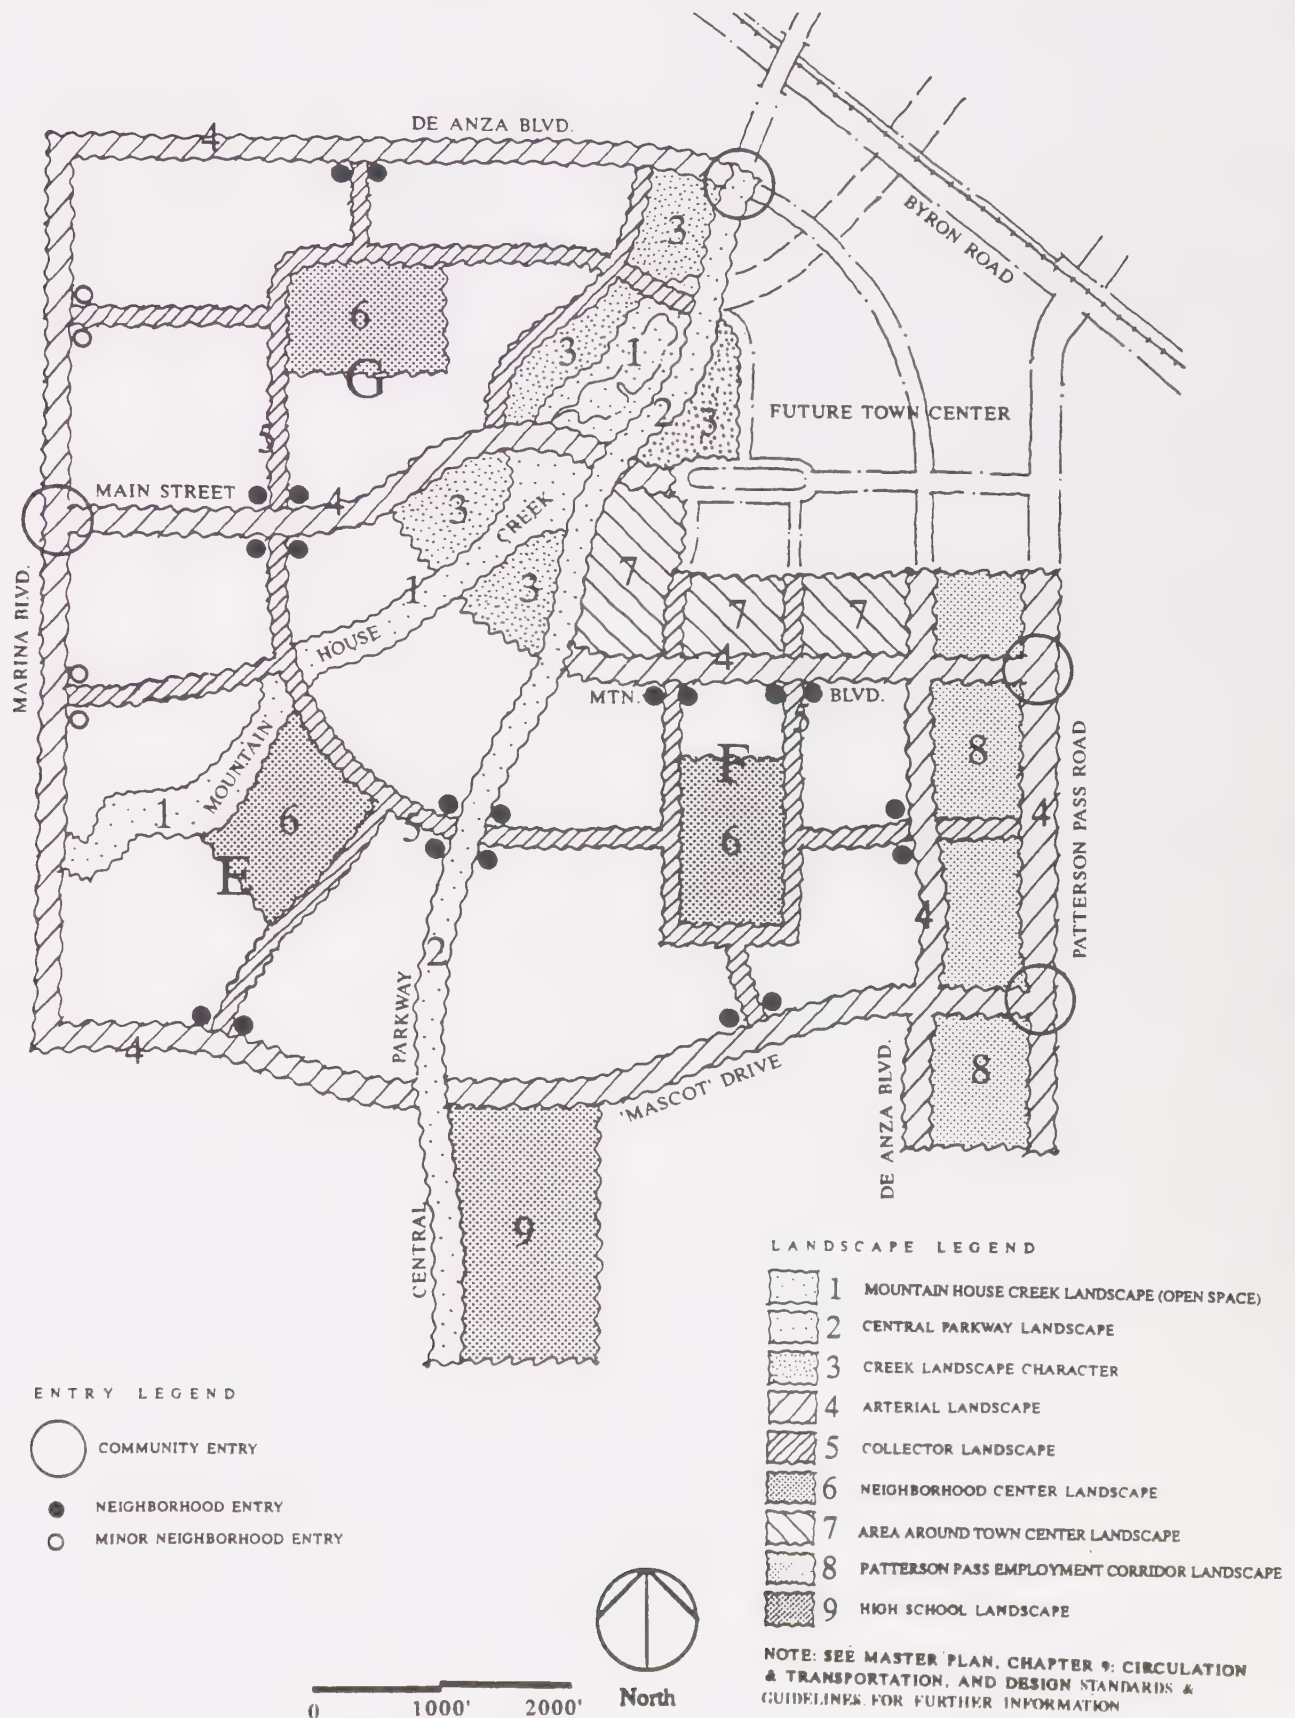 4
DE ANZA BLVD.
3
BYRON ROAD
6
G
3
1
2
3
FUTURE TOWN CENTER
5
MAIN STREET
4
3
CREEK
7
1
3
MARINA BLVD.
HOUSE
7
7
4
MTN.
BLVD.
5
MOUNTAIN
F
8
1
6
5
6
4
PATTERSON PASS ROAD
E
4
2
PARKWAY
4
'MASCOT' DRIVE
8
DE ANZA BLVD.
9
CENTRAL
LANDSCAPE LEGEND
1 MOUNTAIN HOUSE CREEK LANDSCAPE (OPEN SPACE)
2 CENTRAL PARKWAY LANDSCAPE
3 CREEK LANDSCAPE CHARACTER
4 ARTERIAL LANDSCAPE
5 COLLECTOR LANDSCAPE
6 NEIGHBORHOOD CENTER LANDSCAPE
7 AREA AROUND TOWN CENTER LANDSCAPE
8 PATTERSON PASS EMPLOYMENT CORRIDOR LANDSCAPE
9 HIGH SCHOOL LANDSCAPE
ENTRY LEGEND
COMMUNITY ENTRY
NEIGHBORHOOD ENTRY
MINOR NEIGHBORHOOD ENTRY
NOTE: SEE MASTER PLAN, CHAPTER 9: CIRCULATION
& TRANSPORTATION, AND DESIGN STANDARDS &
GUIDELINES, FOR FURTHER INFORMATION
North
0 1000' 2000'